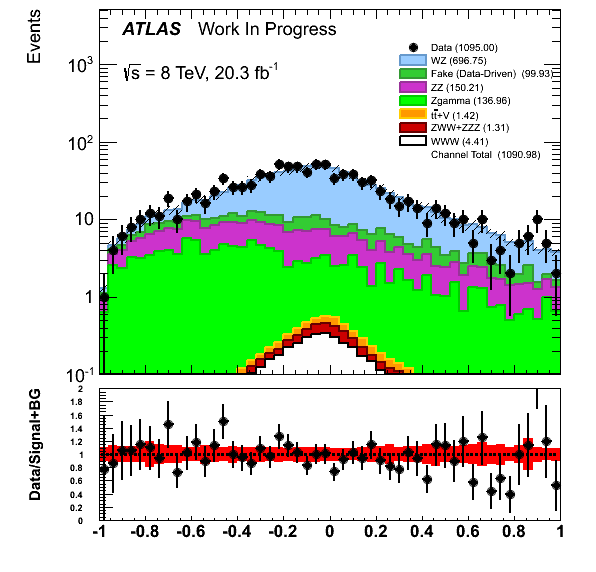 Events
ATLAS Work In Progress
√s = 8 TeV, 20.3 fb⁻¹
Data (1095.00)
WZ (696.75)
Fake (Data-Driven) (99.93)
ZZ (150.21)
Zgamma (136.96)
tt̄+V (1.42)
ZWW+ZZZ (1.31)
WWW (4.41)
Channel Total (1090.98)
10³
10²
10
1
10⁻¹
Data/Signal+BG
2
1.8
1.6
1.4
1.2
1
0.8
0.6
0.4
0.2
0
-1 -0.8 -0.6 -0.4 -0.2 0 0.2 0.4 0.6 0.8 1